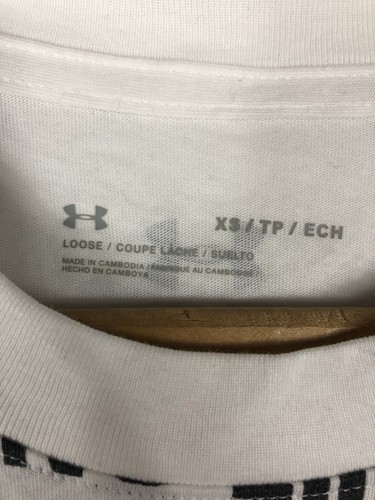 XS / TP / ECH
LOOSE / COUPE LÂCHE / SUELTO
MADE IN CAMBODIA / FABRIQUÉ AU CAMBODGE /
HECHO EN CAMBOYA